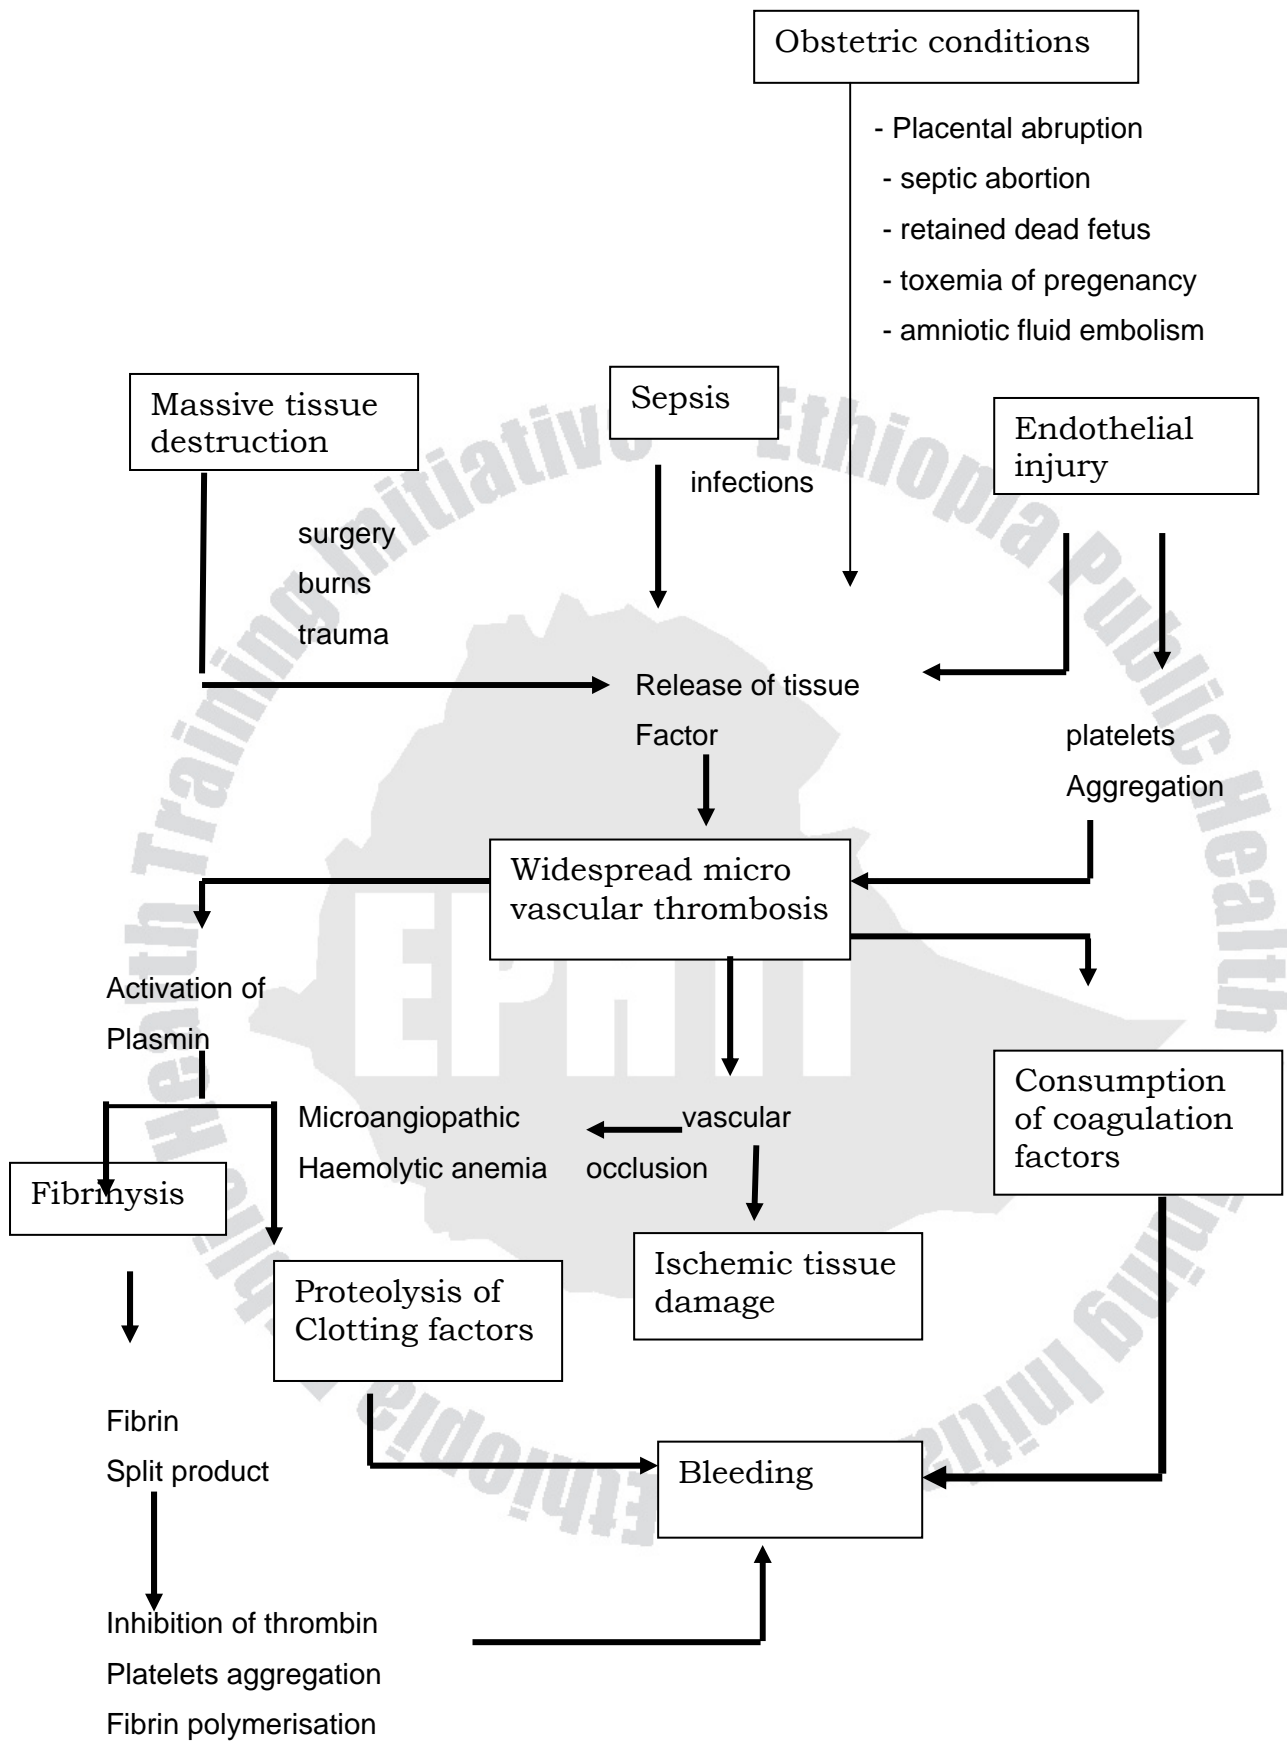 Obstetric conditions
- Placental abruption
- septic abortion
- retained dead fetus
- toxemia of pregenancy
- amniotic fluid embolism
Massive tissue
destruction
Sepsis
Endothelial
injury
infections
surgery
burns
trauma
Release of tissue
Factor
platelets
Aggregation
Widespread micro
vascular thrombosis
Activation of
Plasmin
Consumption
of coagulation
factors
Microangiopathic
Haemolytic anemia
vascular
occlusion
Fibrinysis
Ischemic tissue
damage
Proteolysis of
Clotting factors
Fibrin
Split product
Bleeding
Inhibition of thrombin
Platelets aggregation
Fibrin polymerisation
Ethiopia Public Health Training Initiative
EPHTI